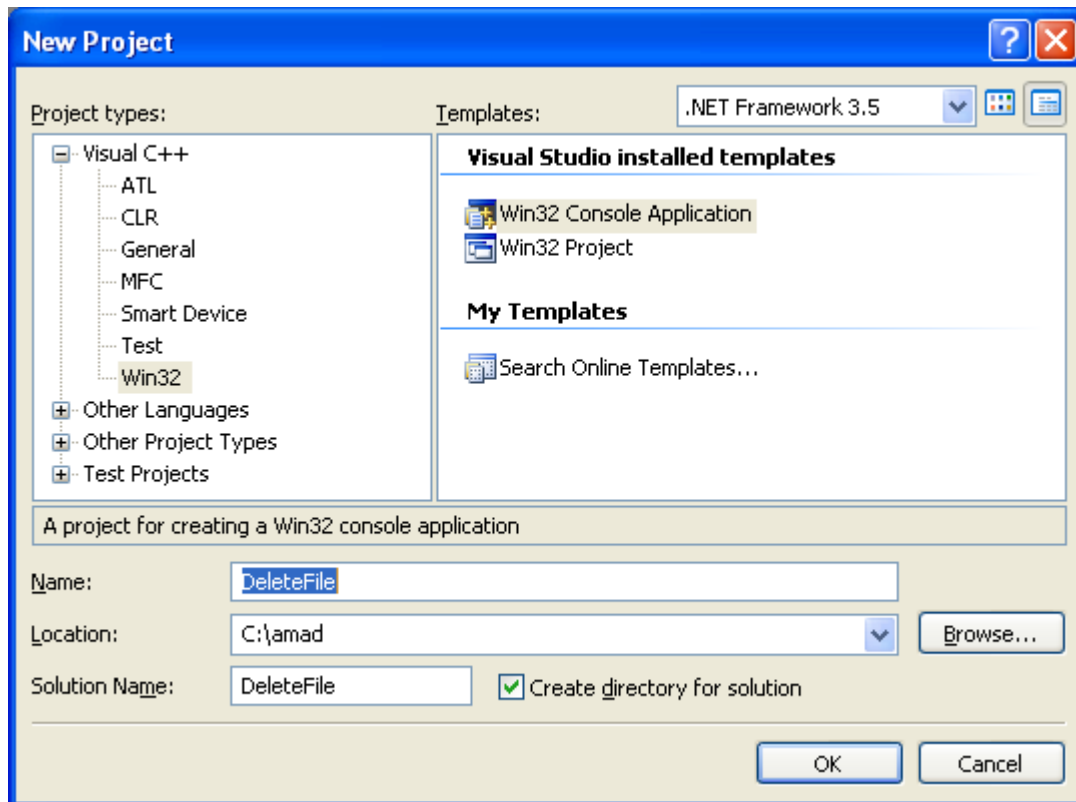 New Project
Project types:
Templates:
.NET Framework 3.5
Visual C++
ATL
CLR
General
MFC
Smart Device
Test
Win32
Other Languages
Other Project Types
Test Projects
Visual Studio installed templates
Win32 Console Application
Win32 Project
My Templates
Search Online Templates...
A project for creating a Win32 console application
Name: DeleteFile
Location: C:\amad Browse...
Solution Name: DeleteFile Create directory for solution
OK Cancel